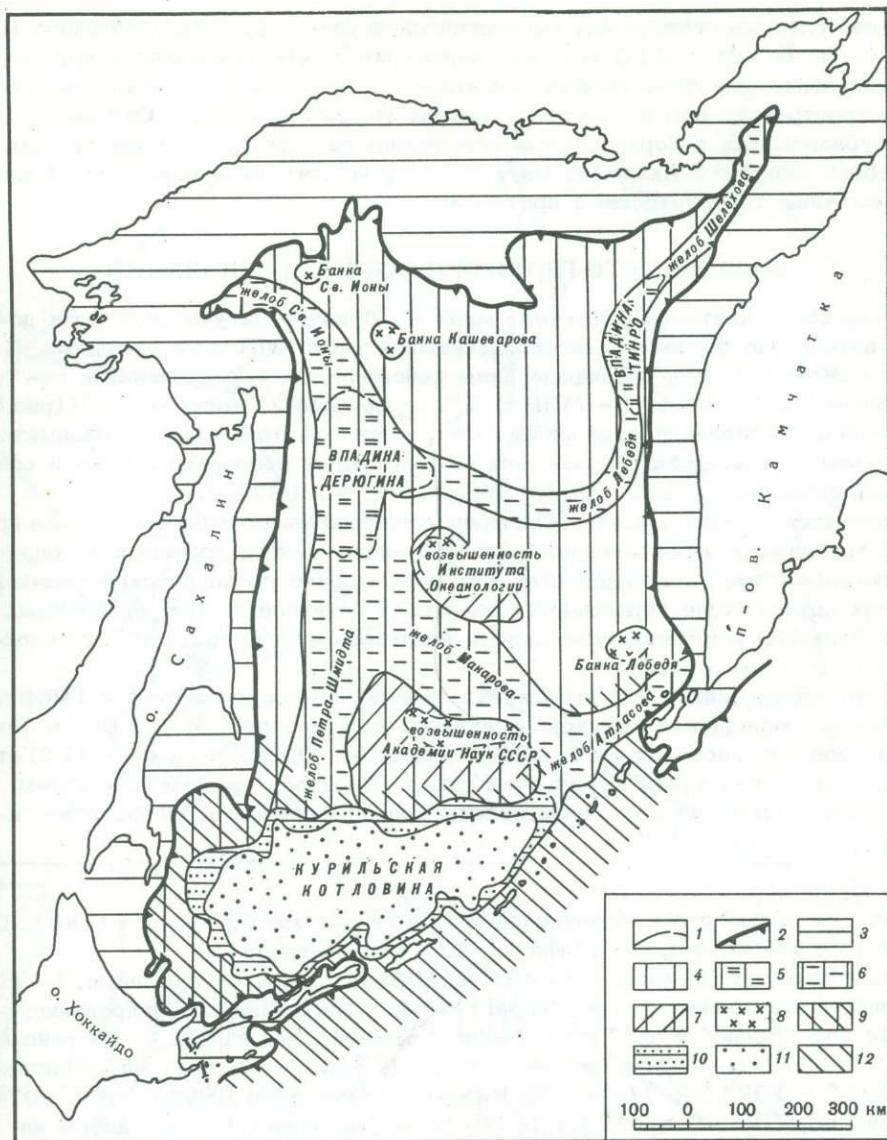 Банка
Св. Ионы
желоб Св. Ионы
Банка Кашеварова
ВПАДИНА
ДЕРЮГИНА
желоб Шелехова
ВПАДИНА
ТИНРО
желоб Лебедя
п-ов Камчатка
о. Сахалин
возвышенность
Института
Океанологии
желоб Макарова
желоб Петра Шмидта
Банка Лебедя
желоб Атласова
возвышенность
Академии Наук СССР
КУРИЛЬСКАЯ
КОТЛОВИНА
о. Хоккайдо
1 2 3
4 5 6
7 8 9
10 11 12
100 0 100 200 300 км